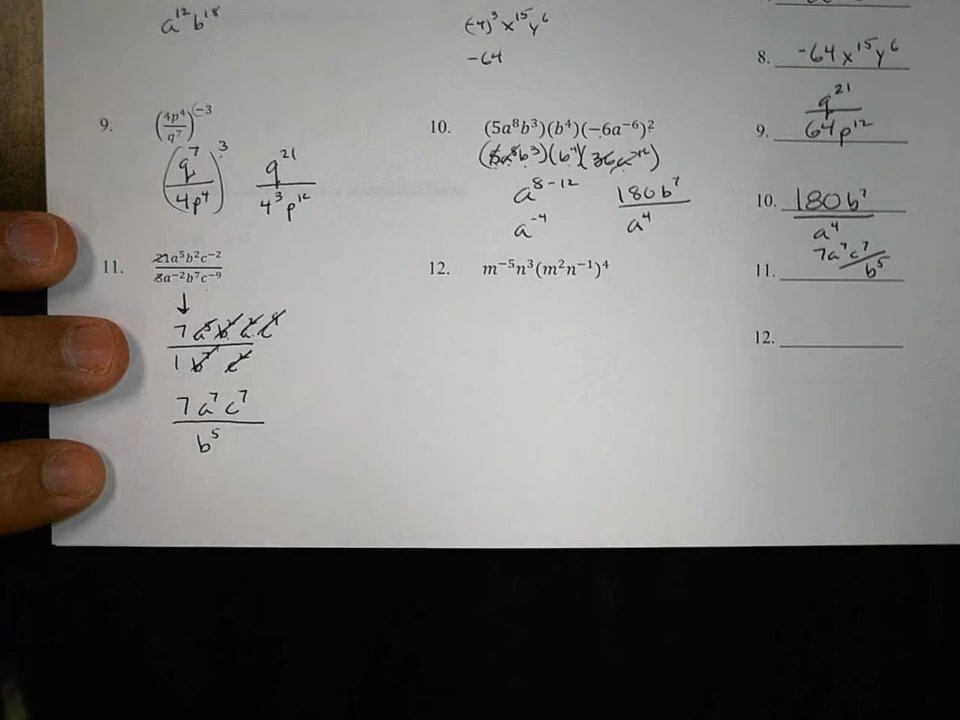 a¹²b¹⁸
(-4)³x¹⁵y⁶
-64
8. -64x¹⁵y⁶
9. (4p⁴/q⁷)⁻³
(q⁷/4p⁴)³ q²¹/4³p¹²
9. q²¹/64p¹²
10. (5a⁸b³)(b⁴)(−6a⁻⁶)²
(5a⁸b³)(b⁴)(36a⁻¹²)
a⁸⁻¹² 180b⁷/a⁴
a⁻⁴
10. 180b⁷/a⁴
11. 21a⁵b²c⁻²/3a⁻²b⁷c⁻⁹
↓
7a⁵b²a²c⁹/1b⁷c²
7a⁷c⁷/b⁵
11. 7a⁷c⁷/b⁵
12. m⁻⁵n³(m²n⁻¹)⁴
12.